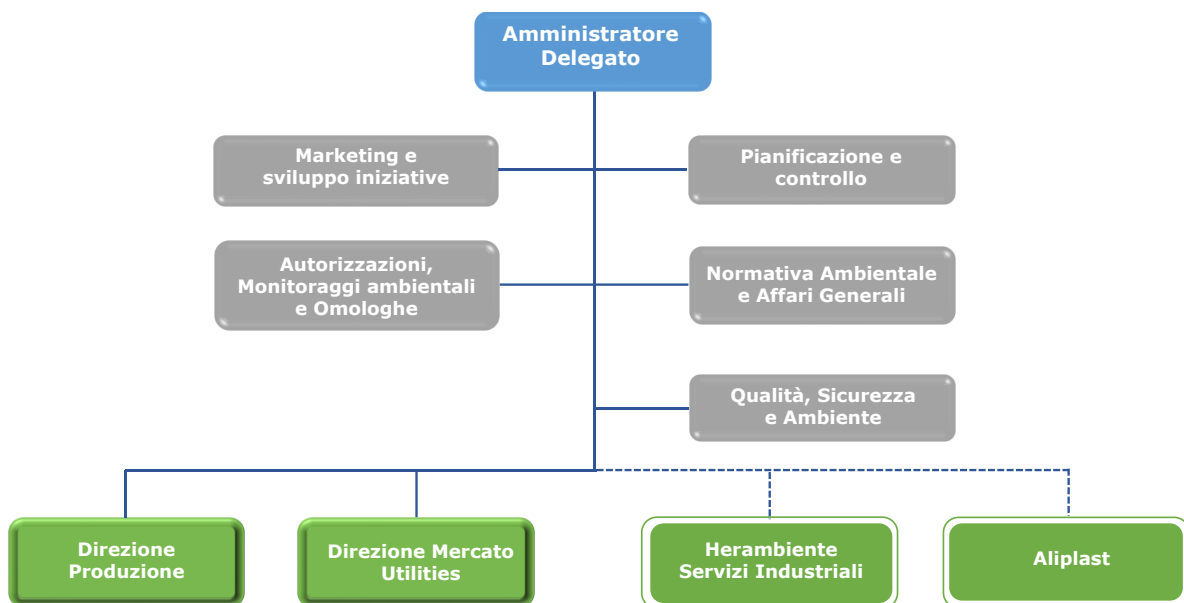 Amministratore
Delegato
Marketing e
sviluppo iniziative
Pianificazione e
controllo
Autorizzazioni,
Monitoraggi ambientali
e Omologhe
Normativa Ambientale
e Affari Generali
Qualità, Sicurezza
e Ambiente
Direzione
Produzione
Direzione Mercato
Utilities
Herambiente
Servizi Industriali
Aliplast